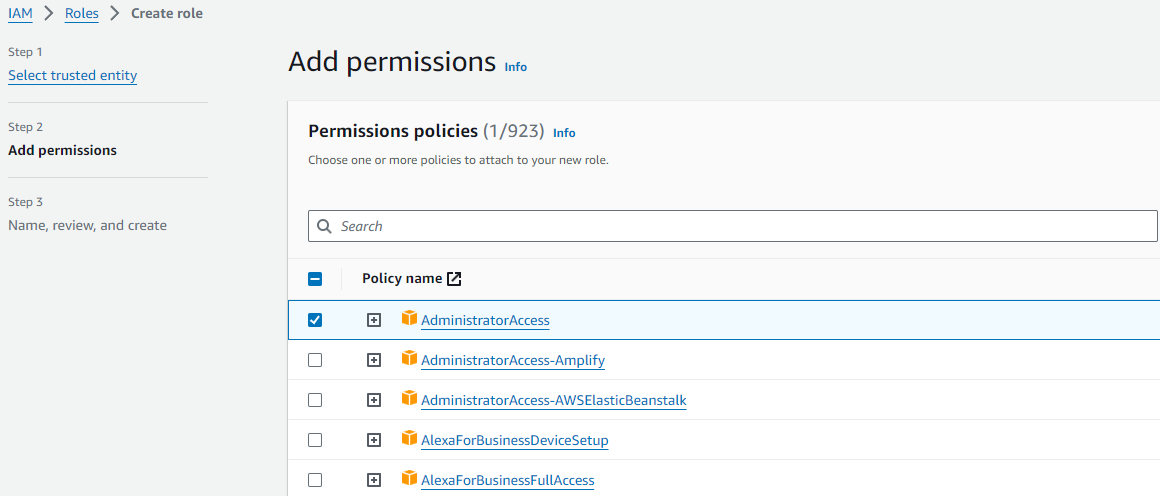 IAM > Roles > Create role
Step 1
Select trusted entity
Step 2
Add permissions
Step 3
Name, review, and create
Add permissions Info
Permissions policies (1/923) Info
Choose one or more policies to attach to your new role.
Search
Policy name
AdministratorAccess
AdministratorAccess-Amplify
AdministratorAccess-AWSElasticBeanstalk
AlexaForBusinessDeviceSetup
AlexaForBusinessFullAccess